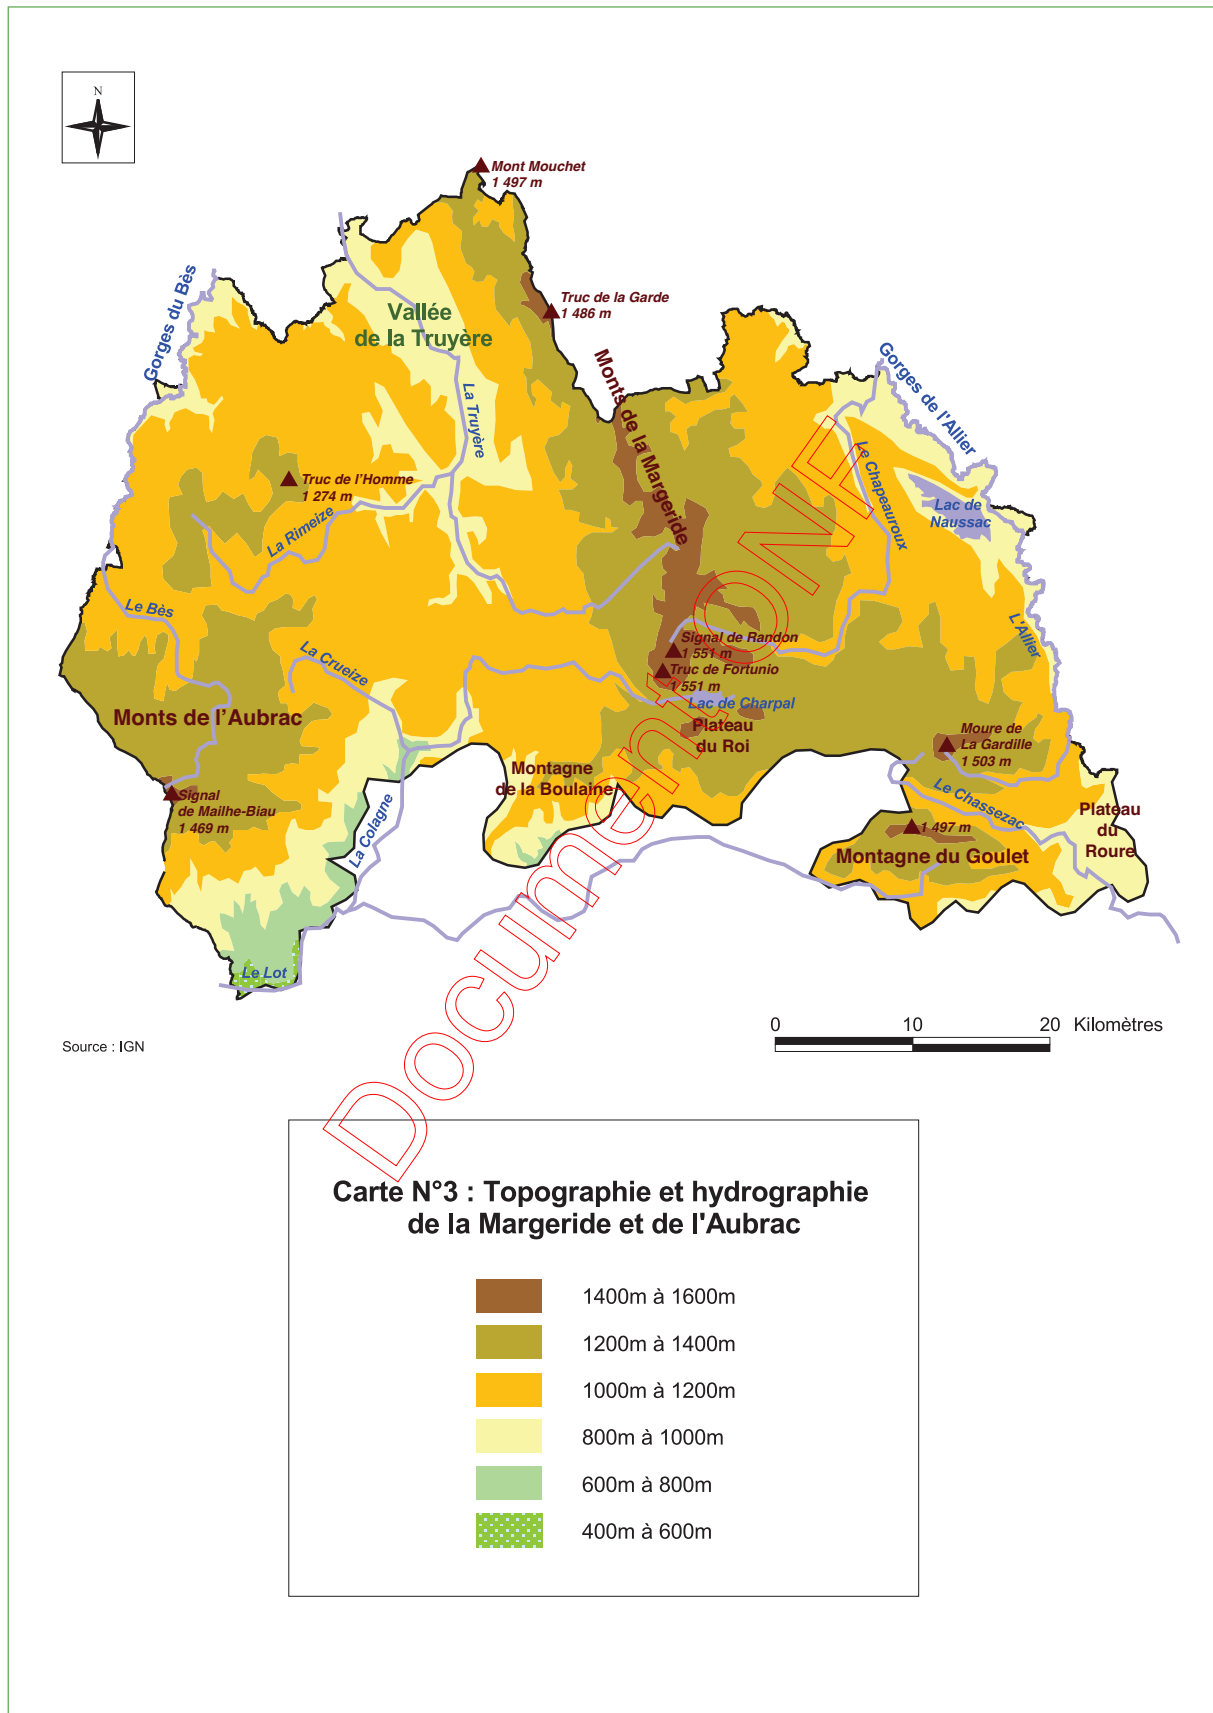 N
Mont Mouchet
1 497 m
Gorges du Bès
Truc de la Garde
1 486 m
Vallée
de la Truyère
Monts de la Margeride
Gorges de l'Allier
La Truyère
Le Chapeauroux
Truc de l'Homme
1 274 m
Lac de
Naussac
La Rimeize
Le Bès
L'Allier
Signal de Randon
1 551 m
La Crueize
Truc de Fortunio
1 551 m
Lac de Charpal
Monts de l'Aubrac
Plateau
du Roi
Moure de
La Gardille
1 503 m
Montagne
de la Boulaine
Signal
de Mailhe-Biau
1 469 m
La Colagne
Le Chassezac
Plateau
du
Roure
1 497 m
Montagne du Goulet
Le Lot
Document ONF
0 10 20 Kilomètres
Source : IGN
Carte N°3 : Topographie et hydrographie
de la Margeride et de l'Aubrac
1400m à 1600m
1200m à 1400m
1000m à 1200m
800m à 1000m
600m à 800m
400m à 600m